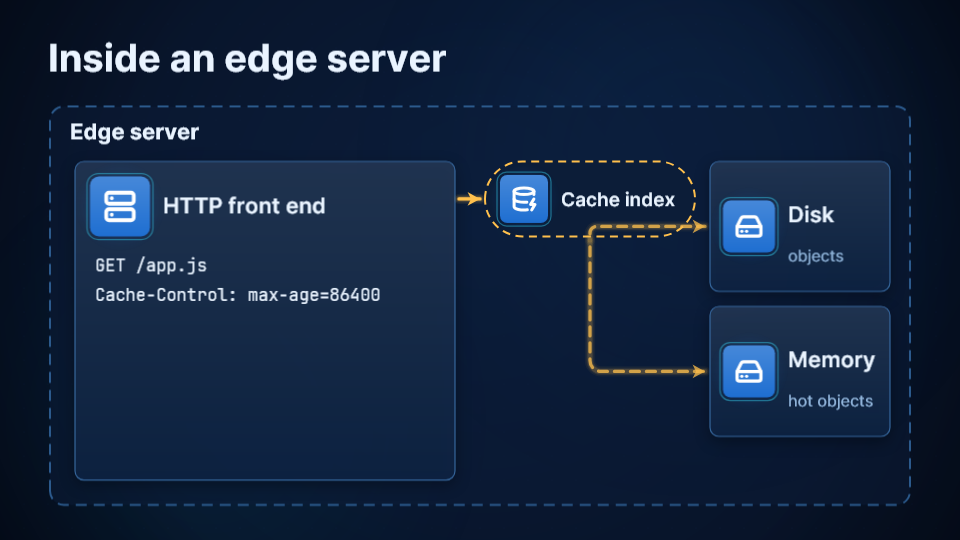 Inside an edge server
Edge server
HTTP front end
GET /app.js
Cache-Control: max-age=86400
Cache index
Disk
objects
Memory
hot objects